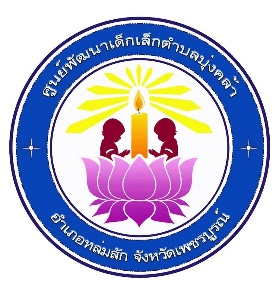 ศูนย์พัฒนาเด็กเล็กตำบลบุ่งคล้า
อำเภอหล่มสัก จังหวัดเพชรบูรณ์